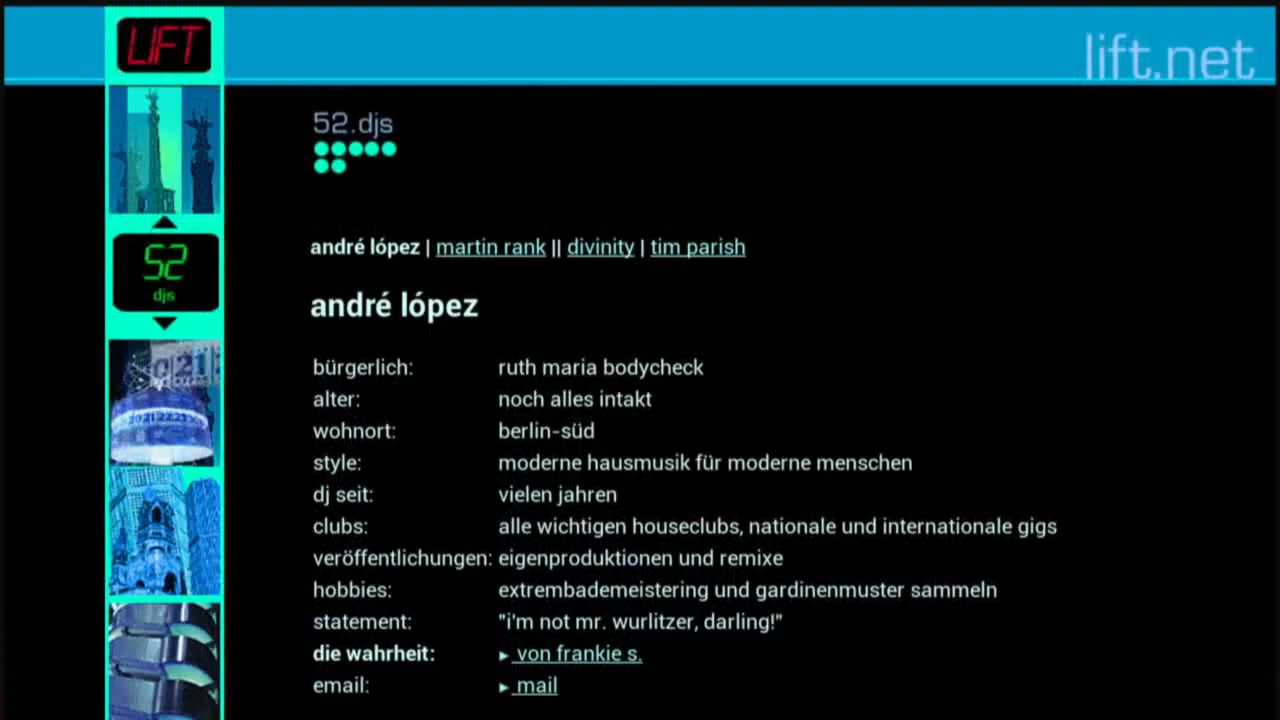 LIFT
lift.net
52.djs
52
djs
andré lópez | martin rank || divinity | tim parish
andré lópez
bürgerlich: ruth maria bodycheck
alter: noch alles intakt
wohnort: berlin-süd
style: moderne hausmusik für moderne menschen
dj seit: vielen jahren
clubs: alle wichtigen houseclubs, nationale und internationale gigs
veröffentlichungen: eigenproduktionen und remixe
hobbies: extrembademeistering und gardinenmuster sammeln
statement: "i'm not mr. wurlitzer, darling!"
die wahrheit: ► von frankie s.
email: ► mail